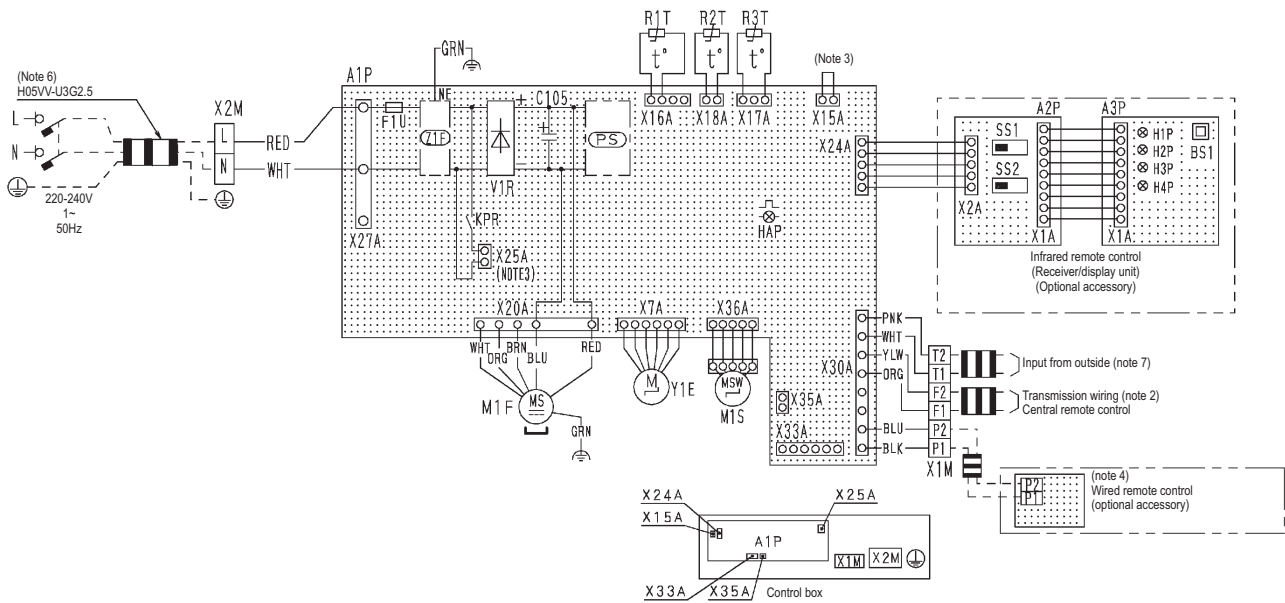 (Note 6)
H05VV-U3G2.5
L
N
220-240V
1~
50Hz
X2M
L
N
RED
WHT
A1P
F1U
GRN
NE
Z1F
V1R
C105
+
+
-
PS
KPR
X25A
(NOTE3)
X27A
R1T
R2T
R3T
t°
t°
t°
X16A
X18A
X17A
(Note 3)
X15A
X24A
HAP
X2A
SS1
SS2
A2P
X1A
A3P
X1A
H1P
H2P
H3P
H4P
BS1
Infrared remote control
(Receiver/display unit)
(Optional accessory)
X20A
WHT
ORG
BRN
BLU
RED
M1F
MS
GRN
X7A
M
Y1E
X36A
MSW
M1S
X30A
X35A
X33A
PNK
WHT
YLW
ORG
BLU
BLK
T2
T1
F2
F1
P2
P1
X1M
Input from outside (note 7)
Transmission wiring (note 2)
Central remote control
P2
P1
(note 4)
Wired remote control
(optional accessory)
X24A
X15A
X25A
A1P
X1M
X2M
X33A
X35A
Control box